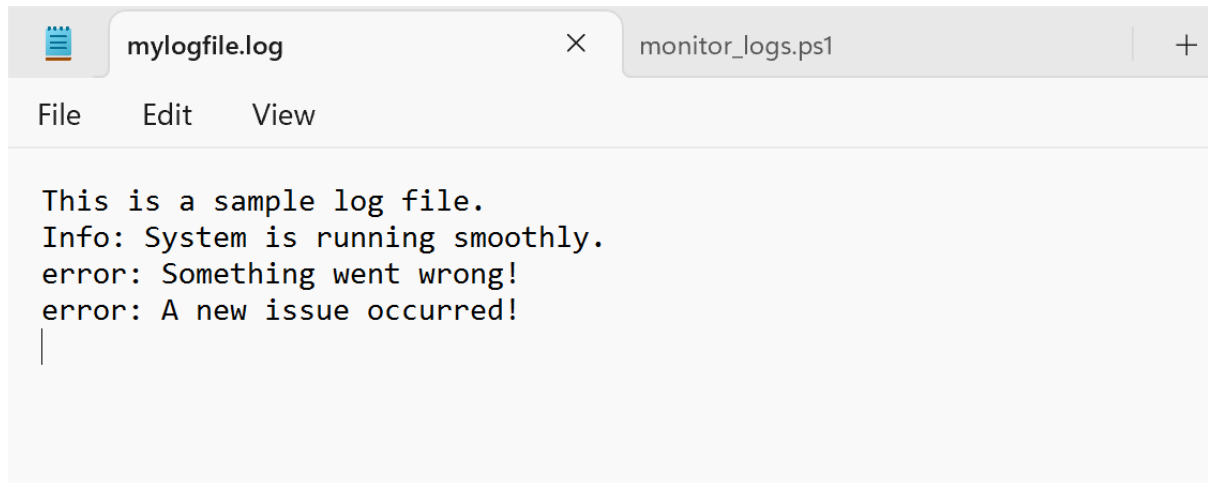 mylogfile.log × monitor_logs.ps1 +
File Edit View
This is a sample log file.
Info: System is running smoothly.
error: Something went wrong!
error: A new issue occurred!